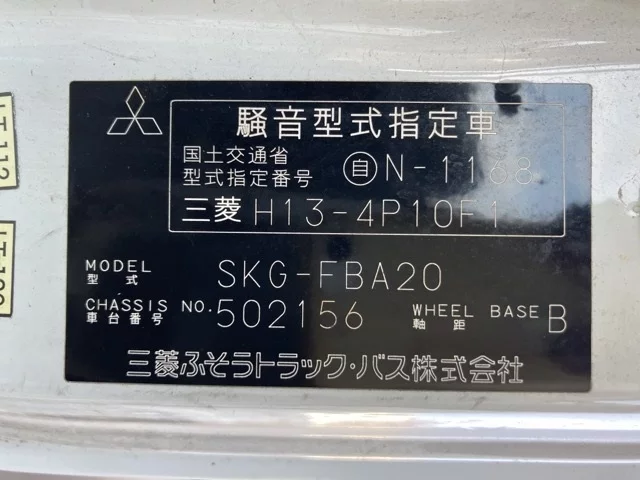 騒音型式指定車
国土交通省
型式指定番号 自 N-1168
三菱 H13-4P10F1
MODEL
型式 SKG-FBA20
CHASSIS NO.
車台番号 502156
WHEEL BASE
軸距 B
三菱ふそうトラック・バス株式会社